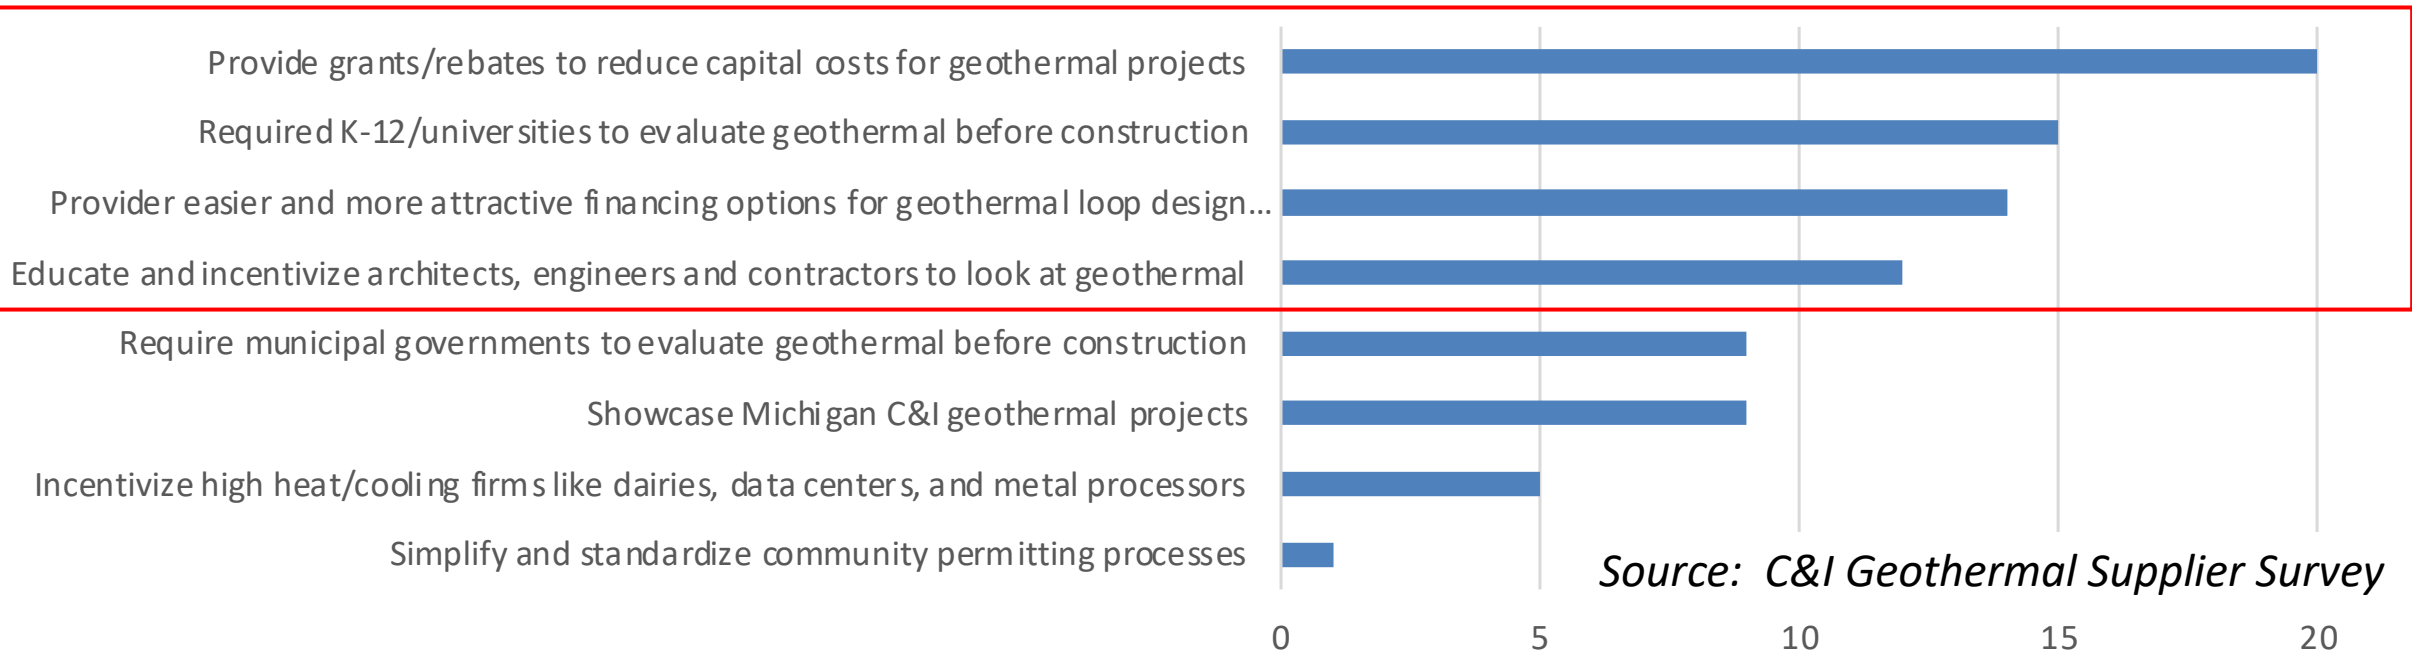 Provide grants/rebates to reduce capital costs for geothermal projects
Required K-12/universities to evaluate geothermal before construction
Provider easier and more attractive financing options for geothermal loop design…
Educate and incentivize architects, engineers and contractors to look at geothermal
Require municipal governments to evaluate geothermal before construction
Showcase Michigan C&I geothermal projects
Incentivize high heat/cooling firms like dairies, data centers, and metal processors
Simplify and standardize community permitting processes
Source: C&I Geothermal Supplier Survey
0 5 10 15 20